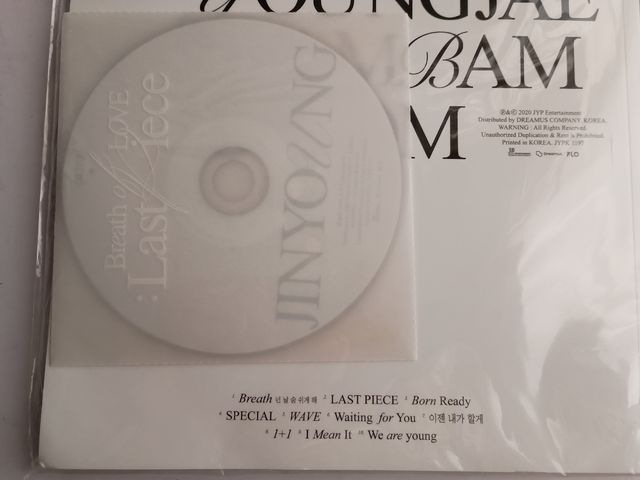 YOUNGJAE
BAM
M
℗&© 2020 JYP Entertainment
Distributed by DREAMUS COMPANY, KOREA.
WARNING : All Rights Reserved.
Unauthorized Duplication & Rent is Prohibited.
Printed in KOREA. JYPK 1197
DREAMUS FLO
Breath of LOVE
: Last Piece
JINYOUNG
1 Breath 넌 날 숨 쉬게 해 2 LAST PIECE 3 Born Ready
4 SPECIAL 5 WAVE 6 Waiting for You 7 이젠 내가 할게
8 1+1 9 I Mean It 10 We are young